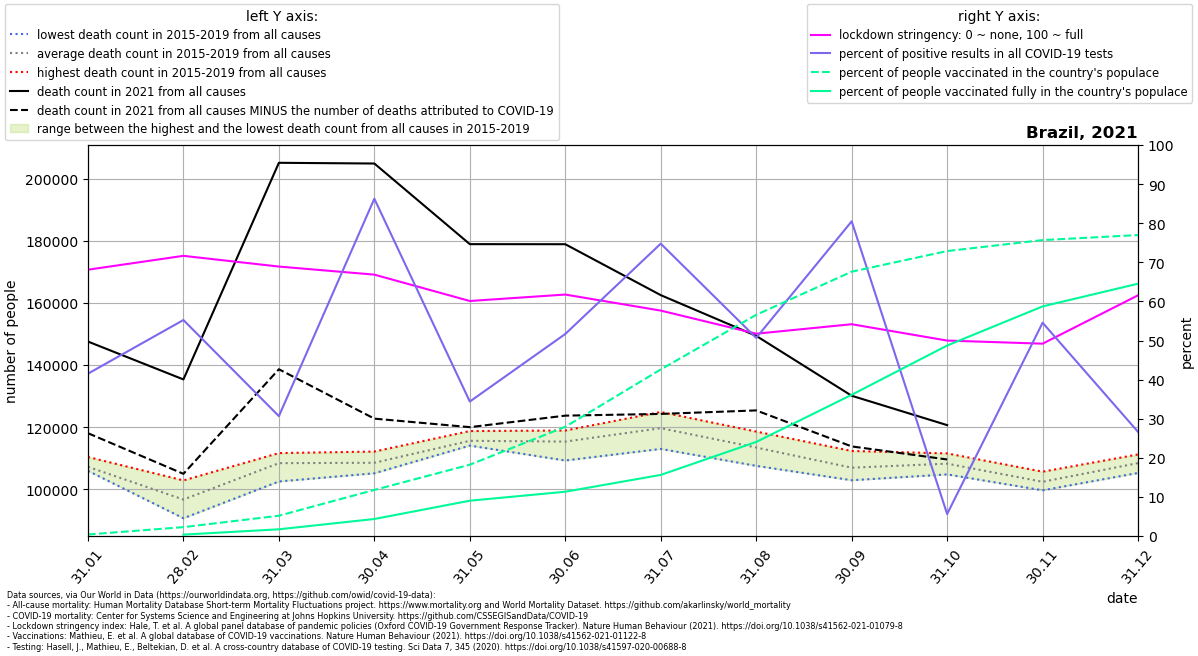 left Y axis:
lowest death count in 2015-2019 from all causes
average death count in 2015-2019 from all causes
highest death count in 2015-2019 from all causes
death count in 2021 from all causes
death count in 2021 from all causes MINUS the number of deaths attributed to COVID-19
range between the highest and the lowest death count from all causes in 2015-2019
right Y axis:
lockdown stringency: 0 ~ none, 100 ~ full
percent of positive results in all COVID-19 tests
percent of people vaccinated in the country's populace
percent of people vaccinated fully in the country's populace
Brazil, 2021
number of people
200000
180000
160000
140000
120000
100000
percent
100
90
80
70
60
50
40
30
20
10
0
31.01
28.02
31.03
30.04
31.05
30.06
31.07
31.08
30.09
31.10
30.11
31.12
date
Data sources, via Our World in Data (https://ourworldindata.org, https://github.com/owid/covid-19-data):
- All-cause mortality: Human Mortality Database Short-term Mortality Fluctuations project. https://www.mortality.org and World Mortality Dataset. https://github.com/akarlinsky/world_mortality
- COVID-19 mortality: Center for Systems Science and Engineering at Johns Hopkins University. https://github.com/CSSEGISandData/COVID-19
- Lockdown stringency index: Hale, T. et al. A global panel database of pandemic policies (Oxford COVID-19 Government Response Tracker). Nature Human Behaviour (2021). https://doi.org/10.1038/s41562-021-01079-8
- Vaccinations: Mathieu, E. et al. A global database of COVID-19 vaccinations. Nature Human Behaviour (2021). https://doi.org/10.1038/s41562-021-01122-8
- Testing: Hasell, J., Mathieu, E., Beltekian, D. et al. A cross-country database of COVID-19 testing. Sci Data 7, 345 (2020). https://doi.org/10.1038/s41597-020-00688-8